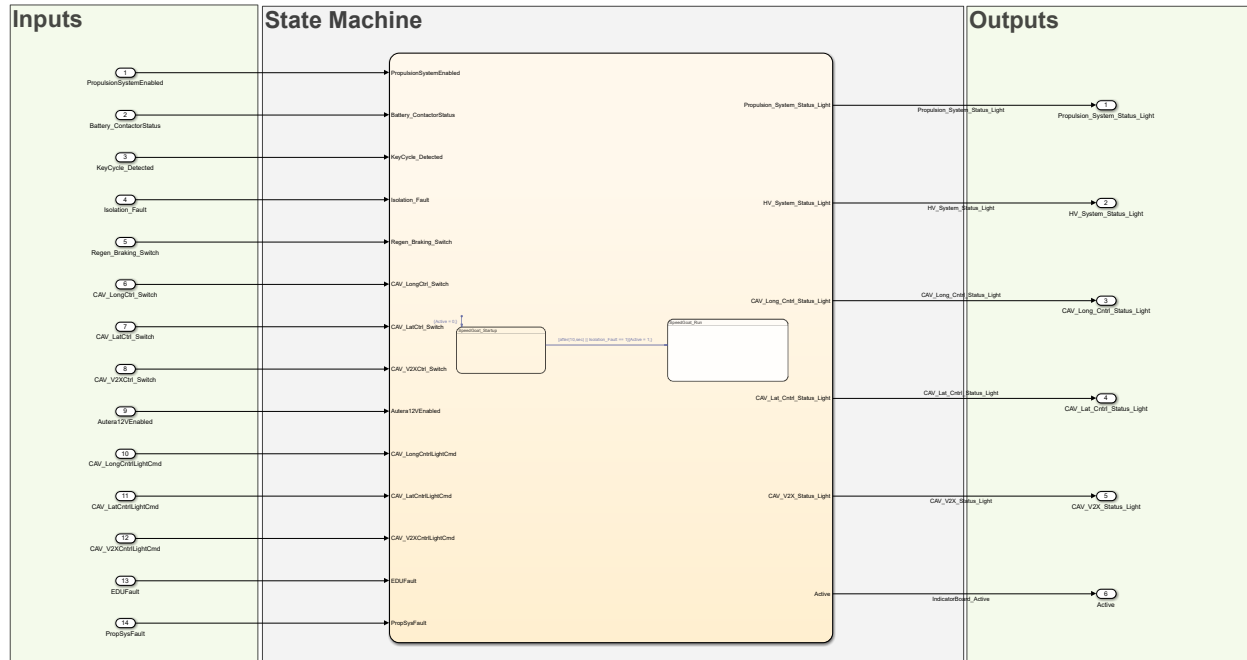 Inputs
State Machine
Outputs
1
PropulsionSystemEnabled
2
Battery_ContactorStatus
3
KeyCycle_Detected
4
Isolation_Fault
5
Regen_Braking_Switch
6
CAV_LongCtrl_Switch
7
CAV_LatCtrl_Switch
8
CAV_V2XCtrl_Switch
9
Autera12VEnabled
10
CAV_LongCntrlLightCmd
11
CAV_LatCntrlLightCmd
12
CAV_V2XCntrlLightCmd
13
EDUFault
14
PropSysFault
PropulsionSystemEnabled
Battery_ContactorStatus
KeyCycle_Detected
Isolation_Fault
Regen_Braking_Switch
CAV_LongCtrl_Switch
CAV_LatCtrl_Switch
CAV_V2XCtrl_Switch
Autera12VEnabled
CAV_LongCntrlLightCmd
CAV_LatCntrlLightCmd
CAV_V2XCntrlLightCmd
EDUFault
PropSysFault
SpeedGoat_Startup
SpeedGoat_Run
Propulsion_System_Status_Light
HV_System_Status_Light
CAV_Long_Cntrl_Status_Light
CAV_Lat_Cntrl_Status_Light
CAV_V2X_Status_Light
Active
Propulsion_System_Status_Light
HV_System_Status_Light
CAV_Long_Cntrl_Status_Light
CAV_Lat_Cntrl_Status_Light
CAV_V2X_Status_Light
IndicatorBoard_Active
1
Propulsion_System_Status_Light
2
HV_System_Status_Light
3
CAV_Long_Cntrl_Status_Light
4
CAV_Lat_Cntrl_Status_Light
5
CAV_V2X_Status_Light
6
Active